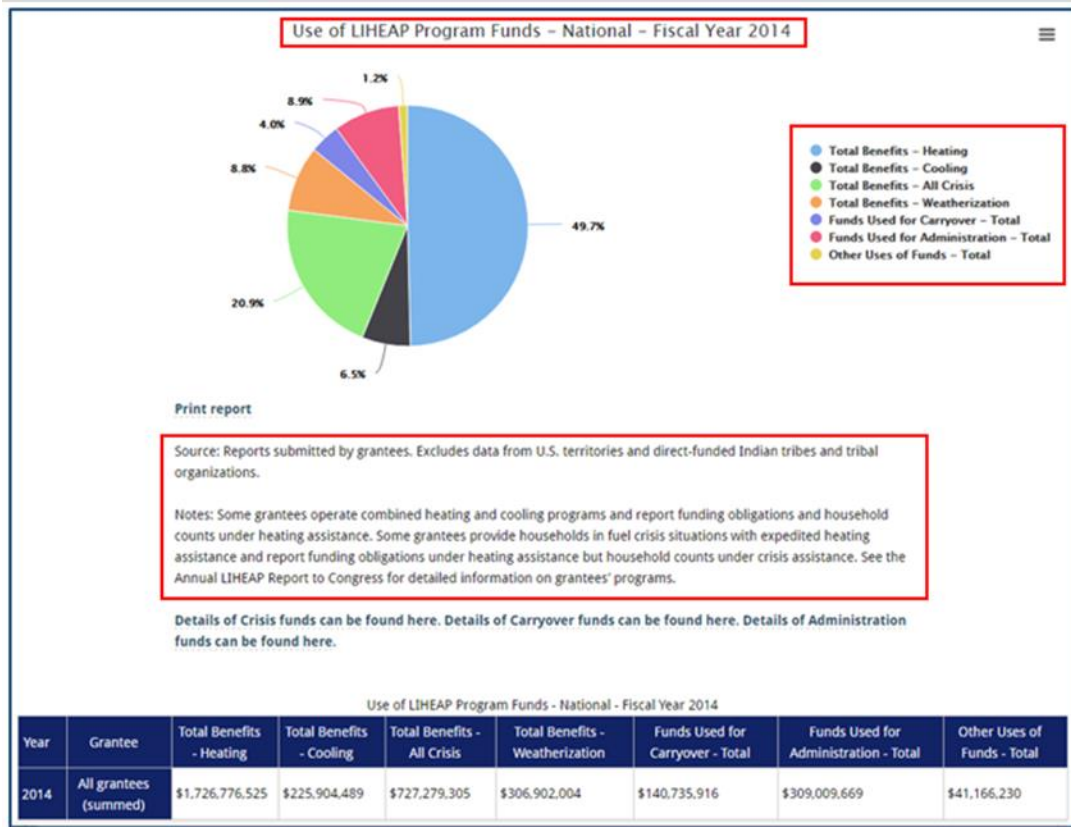 Use of LIHEAP Program Funds – National – Fiscal Year 2014
1.2%
8.9%
4.0%
8.8%
49.7%
20.9%
6.5%
Total Benefits – Heating
Total Benefits – Cooling
Total Benefits – All Crisis
Total Benefits – Weatherization
Funds Used for Carryover – Total
Funds Used for Administration – Total
Other Uses of Funds – Total
Print report
Source: Reports submitted by grantees. Excludes data from U.S. territories and direct-funded Indian tribes and tribal
organizations.
Notes: Some grantees operate combined heating and cooling programs and report funding obligations and household
counts under heating assistance. Some grantees provide households in fuel crisis situations with expedited heating
assistance and report funding obligations under heating assistance but household counts under crisis assistance. See the
Annual LIHEAP Report to Congress for detailed information on grantees' programs.
Details of Crisis funds can be found here. Details of Carryover funds can be found here. Details of Administration
funds can be found here.
Use of LIHEAP Program Funds - National - Fiscal Year 2014
Year Grantee Total Benefits - Heating Total Benefits - Cooling Total Benefits - All Crisis Total Benefits - Weatherization Funds Used for Carryover - Total Funds Used for Administration - Total Other Uses of Funds - Total
2014 All grantees (summed) $1,726,776,525 $225,904,489 $727,279,305 $306,902,004 $140,735,916 $309,009,669 $41,166,230